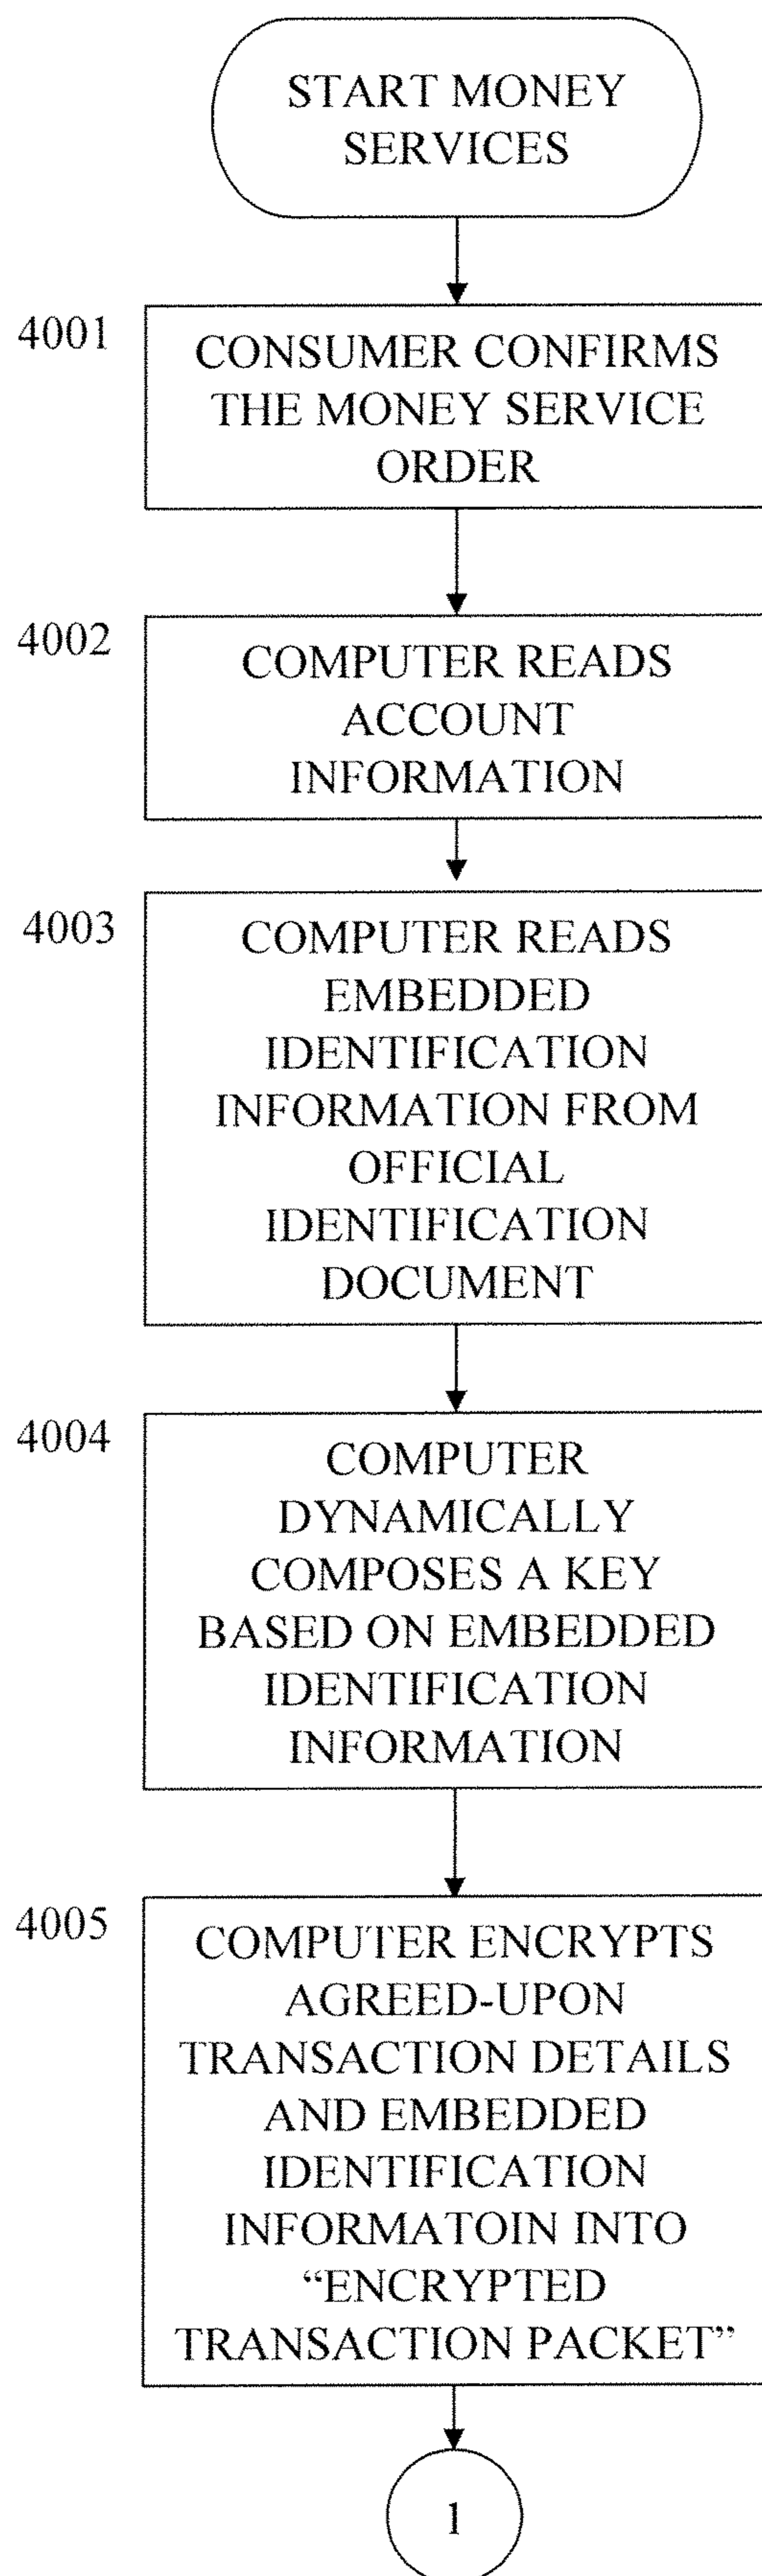 START MONEY
SERVICES
4001
CONSUMER CONFIRMS
THE MONEY SERVICE
ORDER
4002
COMPUTER READS
ACCOUNT
INFORMATION
4003
COMPUTER READS
EMBEDDED
IDENTIFICATION
INFORMATION FROM
OFFICIAL
IDENTIFICATION
DOCUMENT
4004
COMPUTER
DYNAMICALLY
COMPOSES A KEY
BASED ON EMBEDDED
IDENTIFICATION
INFORMATION
4005
COMPUTER ENCRYPTS
AGREED-UPON
TRANSACTION DETAILS
AND EMBEDDED
IDENTIFICATION
INFORMATOIN INTO
“ENCRYPTED
TRANSACTION PACKET”
1